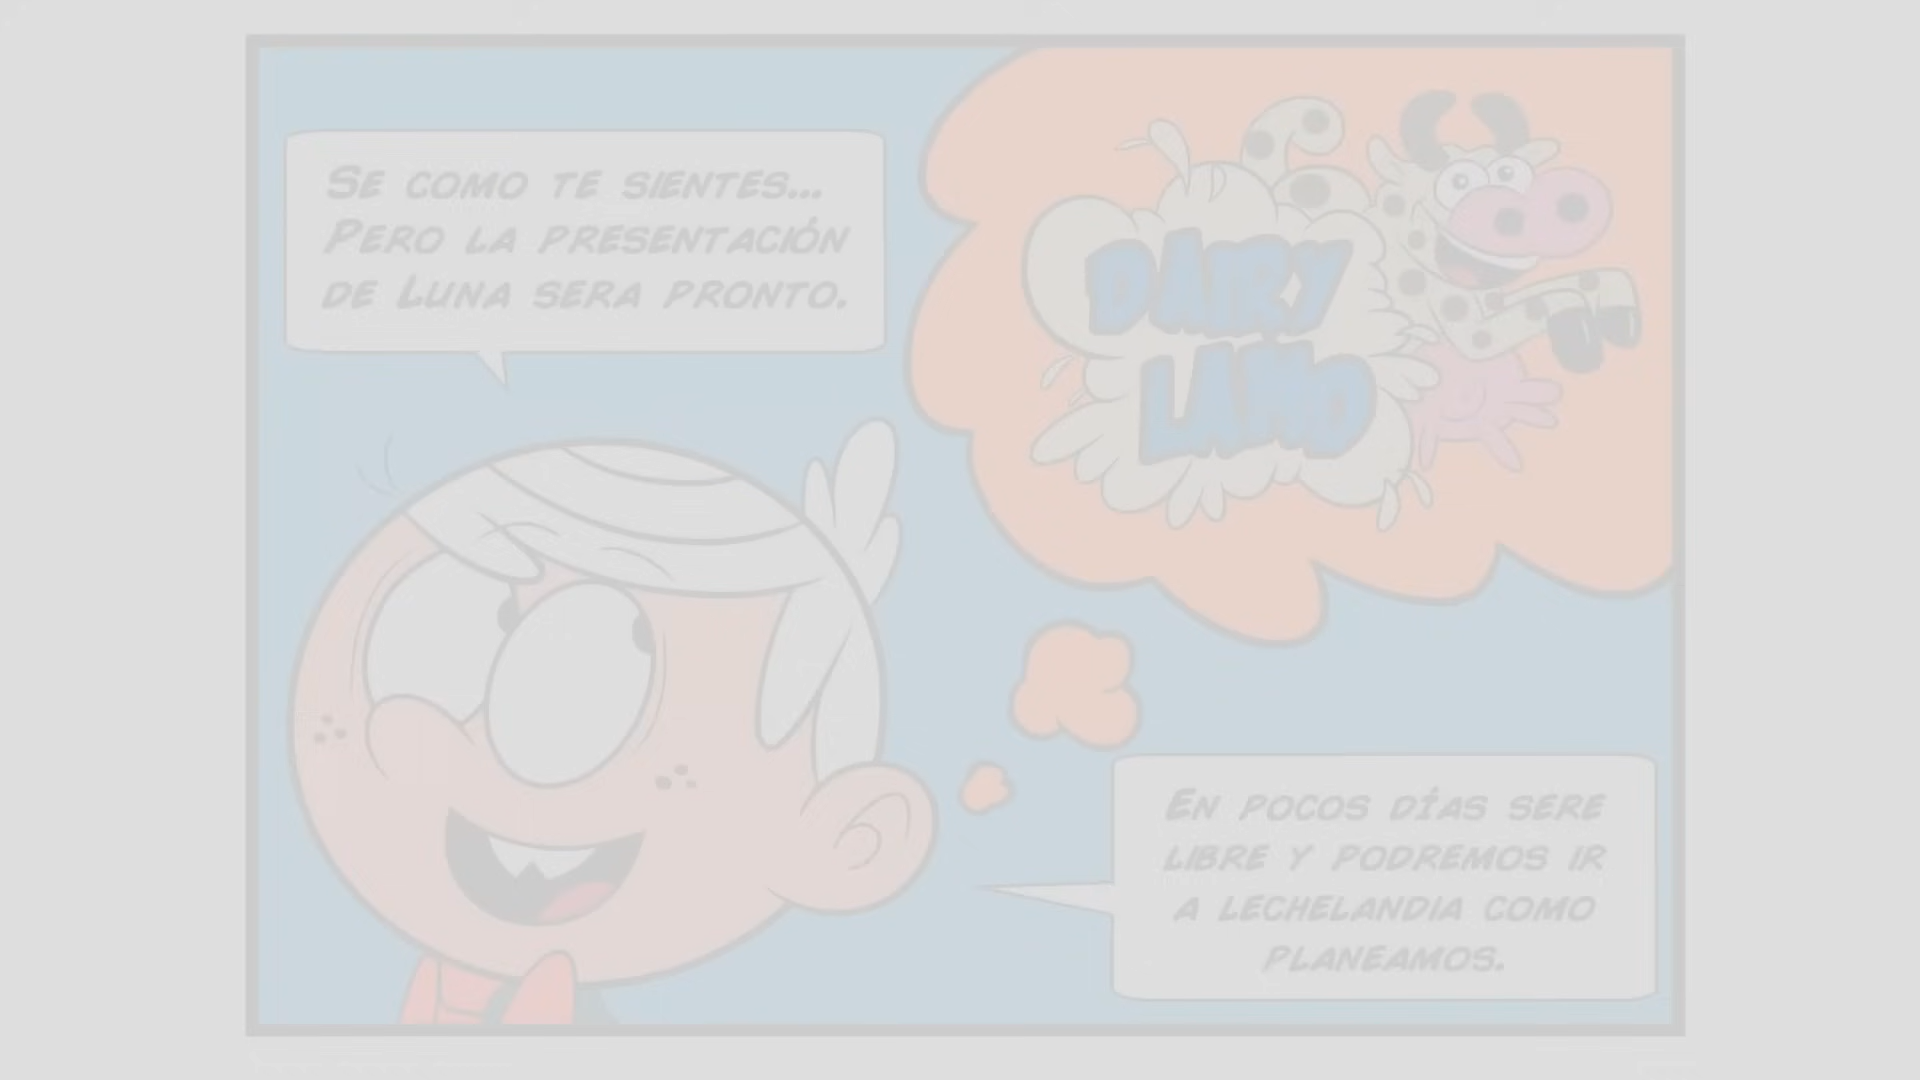 SE COMO TE SIENTES...
PERO LA PRESENTACIÓN
DE LUNA SERA PRONTO.
DAIRY
LAND
EN POCOS DÍAS SERE
LIBRE Y PODREMOS IR
A LECHELANDIA COMO
PLANEAMOS.